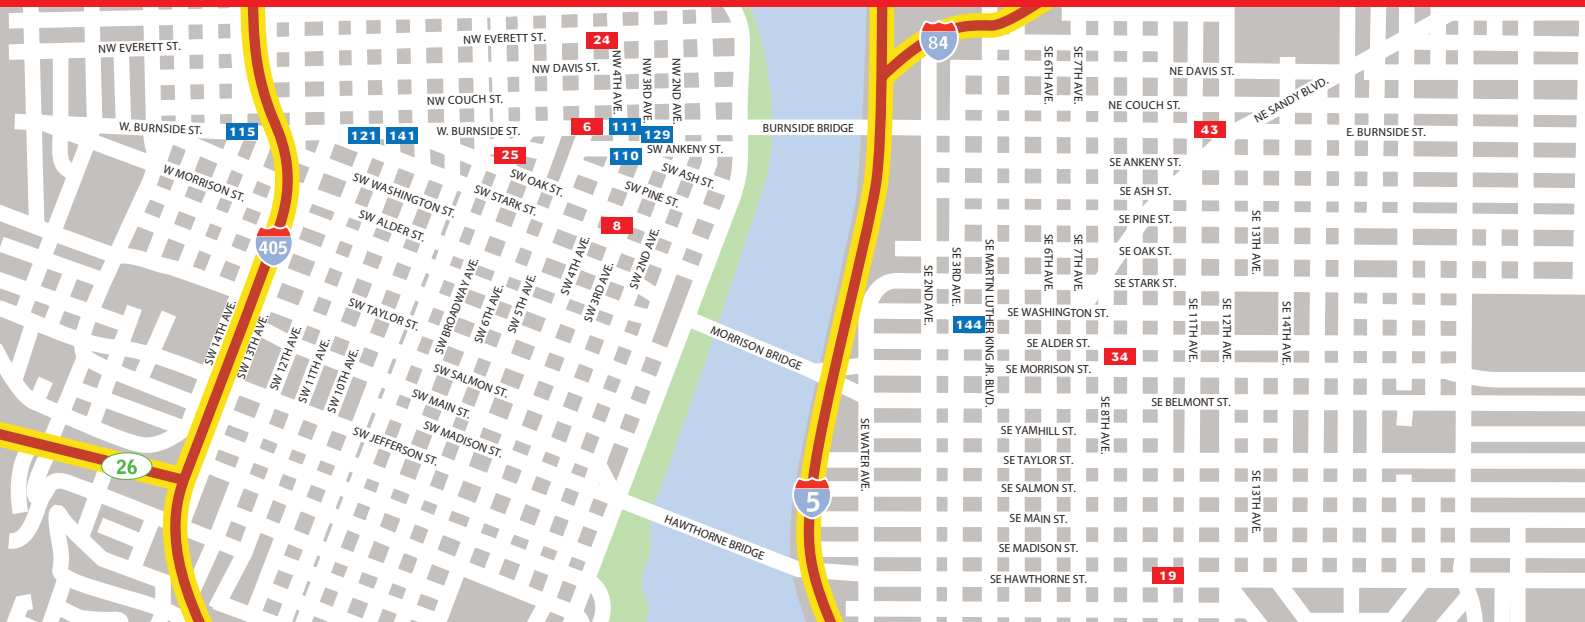 NW EVERETT ST.
NW EVERETT ST.
24
84
NW DAVIS ST.
NW 4TH AVE.
NW 3RD AVE.
NW 2ND AVE.
SE 6TH AVE.
SE 7TH AVE.
NE DAVIS ST.
NW COUCH ST.
NE COUCH ST.
NE SANDY BLVD.
W. BURNSIDE ST.
115
121
141
W. BURNSIDE ST.
6
111
129
BURNSIDE BRIDGE
43
E. BURNSIDE ST.
25
110
SW ANKENY ST.
SE ANKENY ST.
W MORRISON ST.
SW WASHINGTON ST.
SW STARK ST.
SW OAK ST.
SW PINE ST.
SW ASH ST.
SE ASH ST.
SW ALDER ST.
8
SE PINE ST.
405
SW 4TH AVE.
SW 3RD AVE.
SW 2ND AVE.
SE 2ND AVE.
SE 3RD AVE.
SE MARTIN LUTHER KING JR. BLVD.
SE 6TH AVE.
SE 7TH AVE.
SE OAK ST.
SE 13TH AVE.
SE STARK ST.
SW 14TH AVE.
SW 13TH AVE.
SW 12TH AVE.
SW 11TH AVE.
SW 10TH AVE.
SW TAYLOR ST.
SW BROADWAY AVE.
SW 6TH AVE.
SW 5TH AVE.
MORRISON BRIDGE
144
SE WASHINGTON ST.
SE 11TH AVE.
SE 12TH AVE.
SE 14TH AVE.
SE ALDER ST.
34
SE MORRISON ST.
SW SALMON ST.
SW MAIN ST.
SE BELMONT ST.
SE 8TH AVE.
SW JEFFERSON ST.
SW MADISON ST.
SE WATER AVE.
SE YAMHILL ST.
26
SE TAYLOR ST.
5
SE SALMON ST.
SE 13TH AVE.
HAWTHORNE BRIDGE
SE MAIN ST.
SE MADISON ST.
SE HAWTHORNE ST.
19